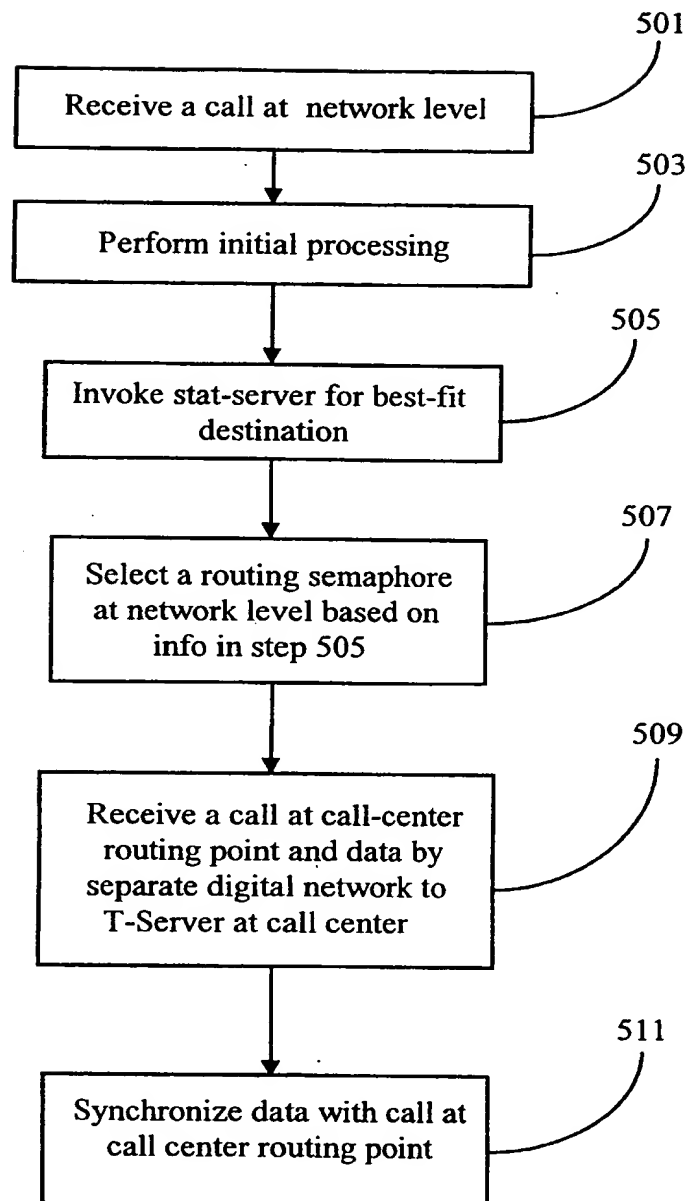 501
Receive a call at network level
503
Perform initial processing
505
Invoke stat-server for best-fit
destination
507
Select a routing semaphore
at network level based on
info in step 505
509
Receive a call at call-center
routing point and data by
separate digital network to
T-Server at call center
511
Synchronize data with call at
call center routing point